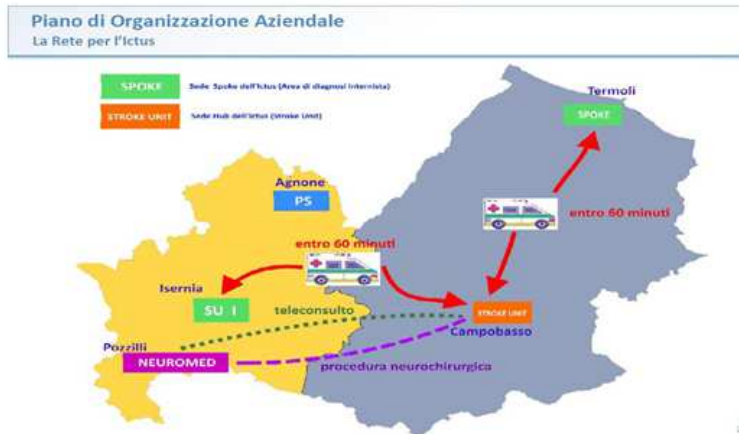 Piano di Organizzazione Aziendale
La Rete per l'Ictus
SPOKE
Sede Spoke dell'Ictus (Area di diagnosi internista)
STROKE UNIT
Sede Hub dell'Ictus (Stroke Unit)
Termoli
SPOKE
Agnone
PS
entro 60 minuti
entro 60 minuti
Isernia
SU I
teleconsulto
STROKE UNIT
Campobasso
Pozzilli
NEUROMED
procedura neurochirurgica